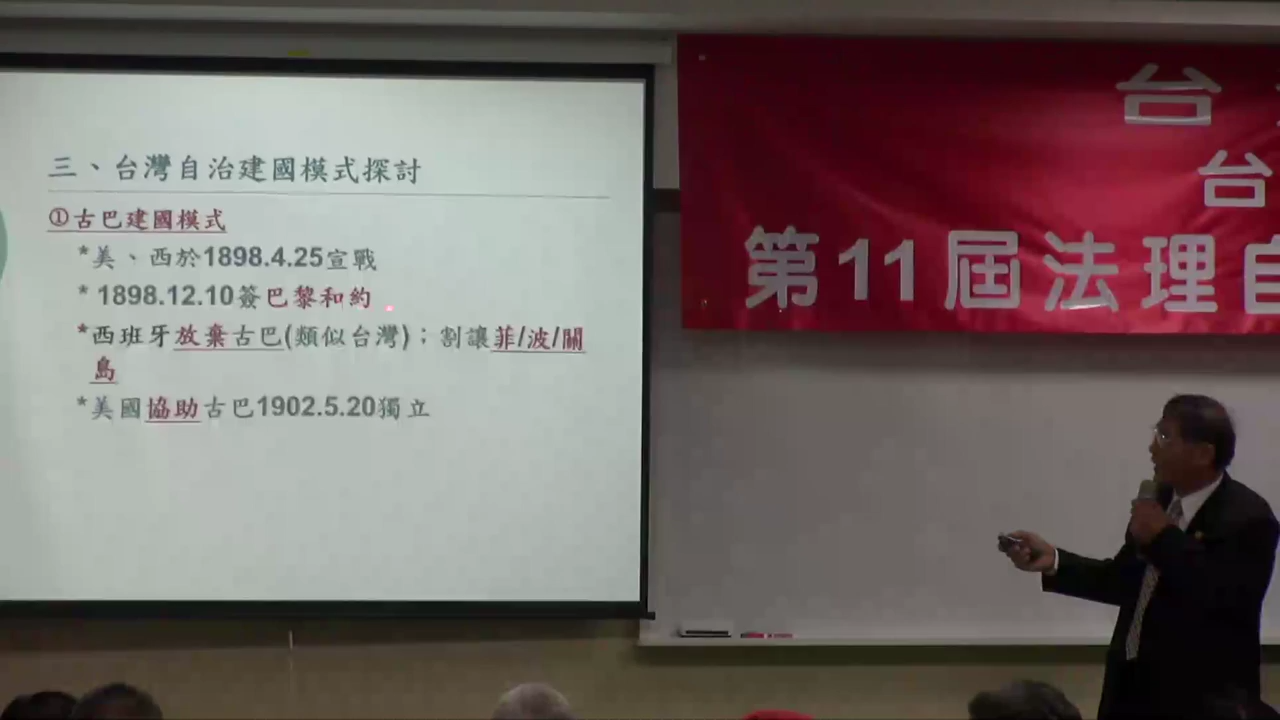 三、台灣自治建國模式探討
①古巴建國模式
*美、西於1898.4.25宣戰
* 1898.12.10簽巴黎和約
*西班牙放棄古巴(類似台灣)；割讓菲/波/關
島
*美國協助古巴1902.5.20獨立
台
台
第11屆法理自